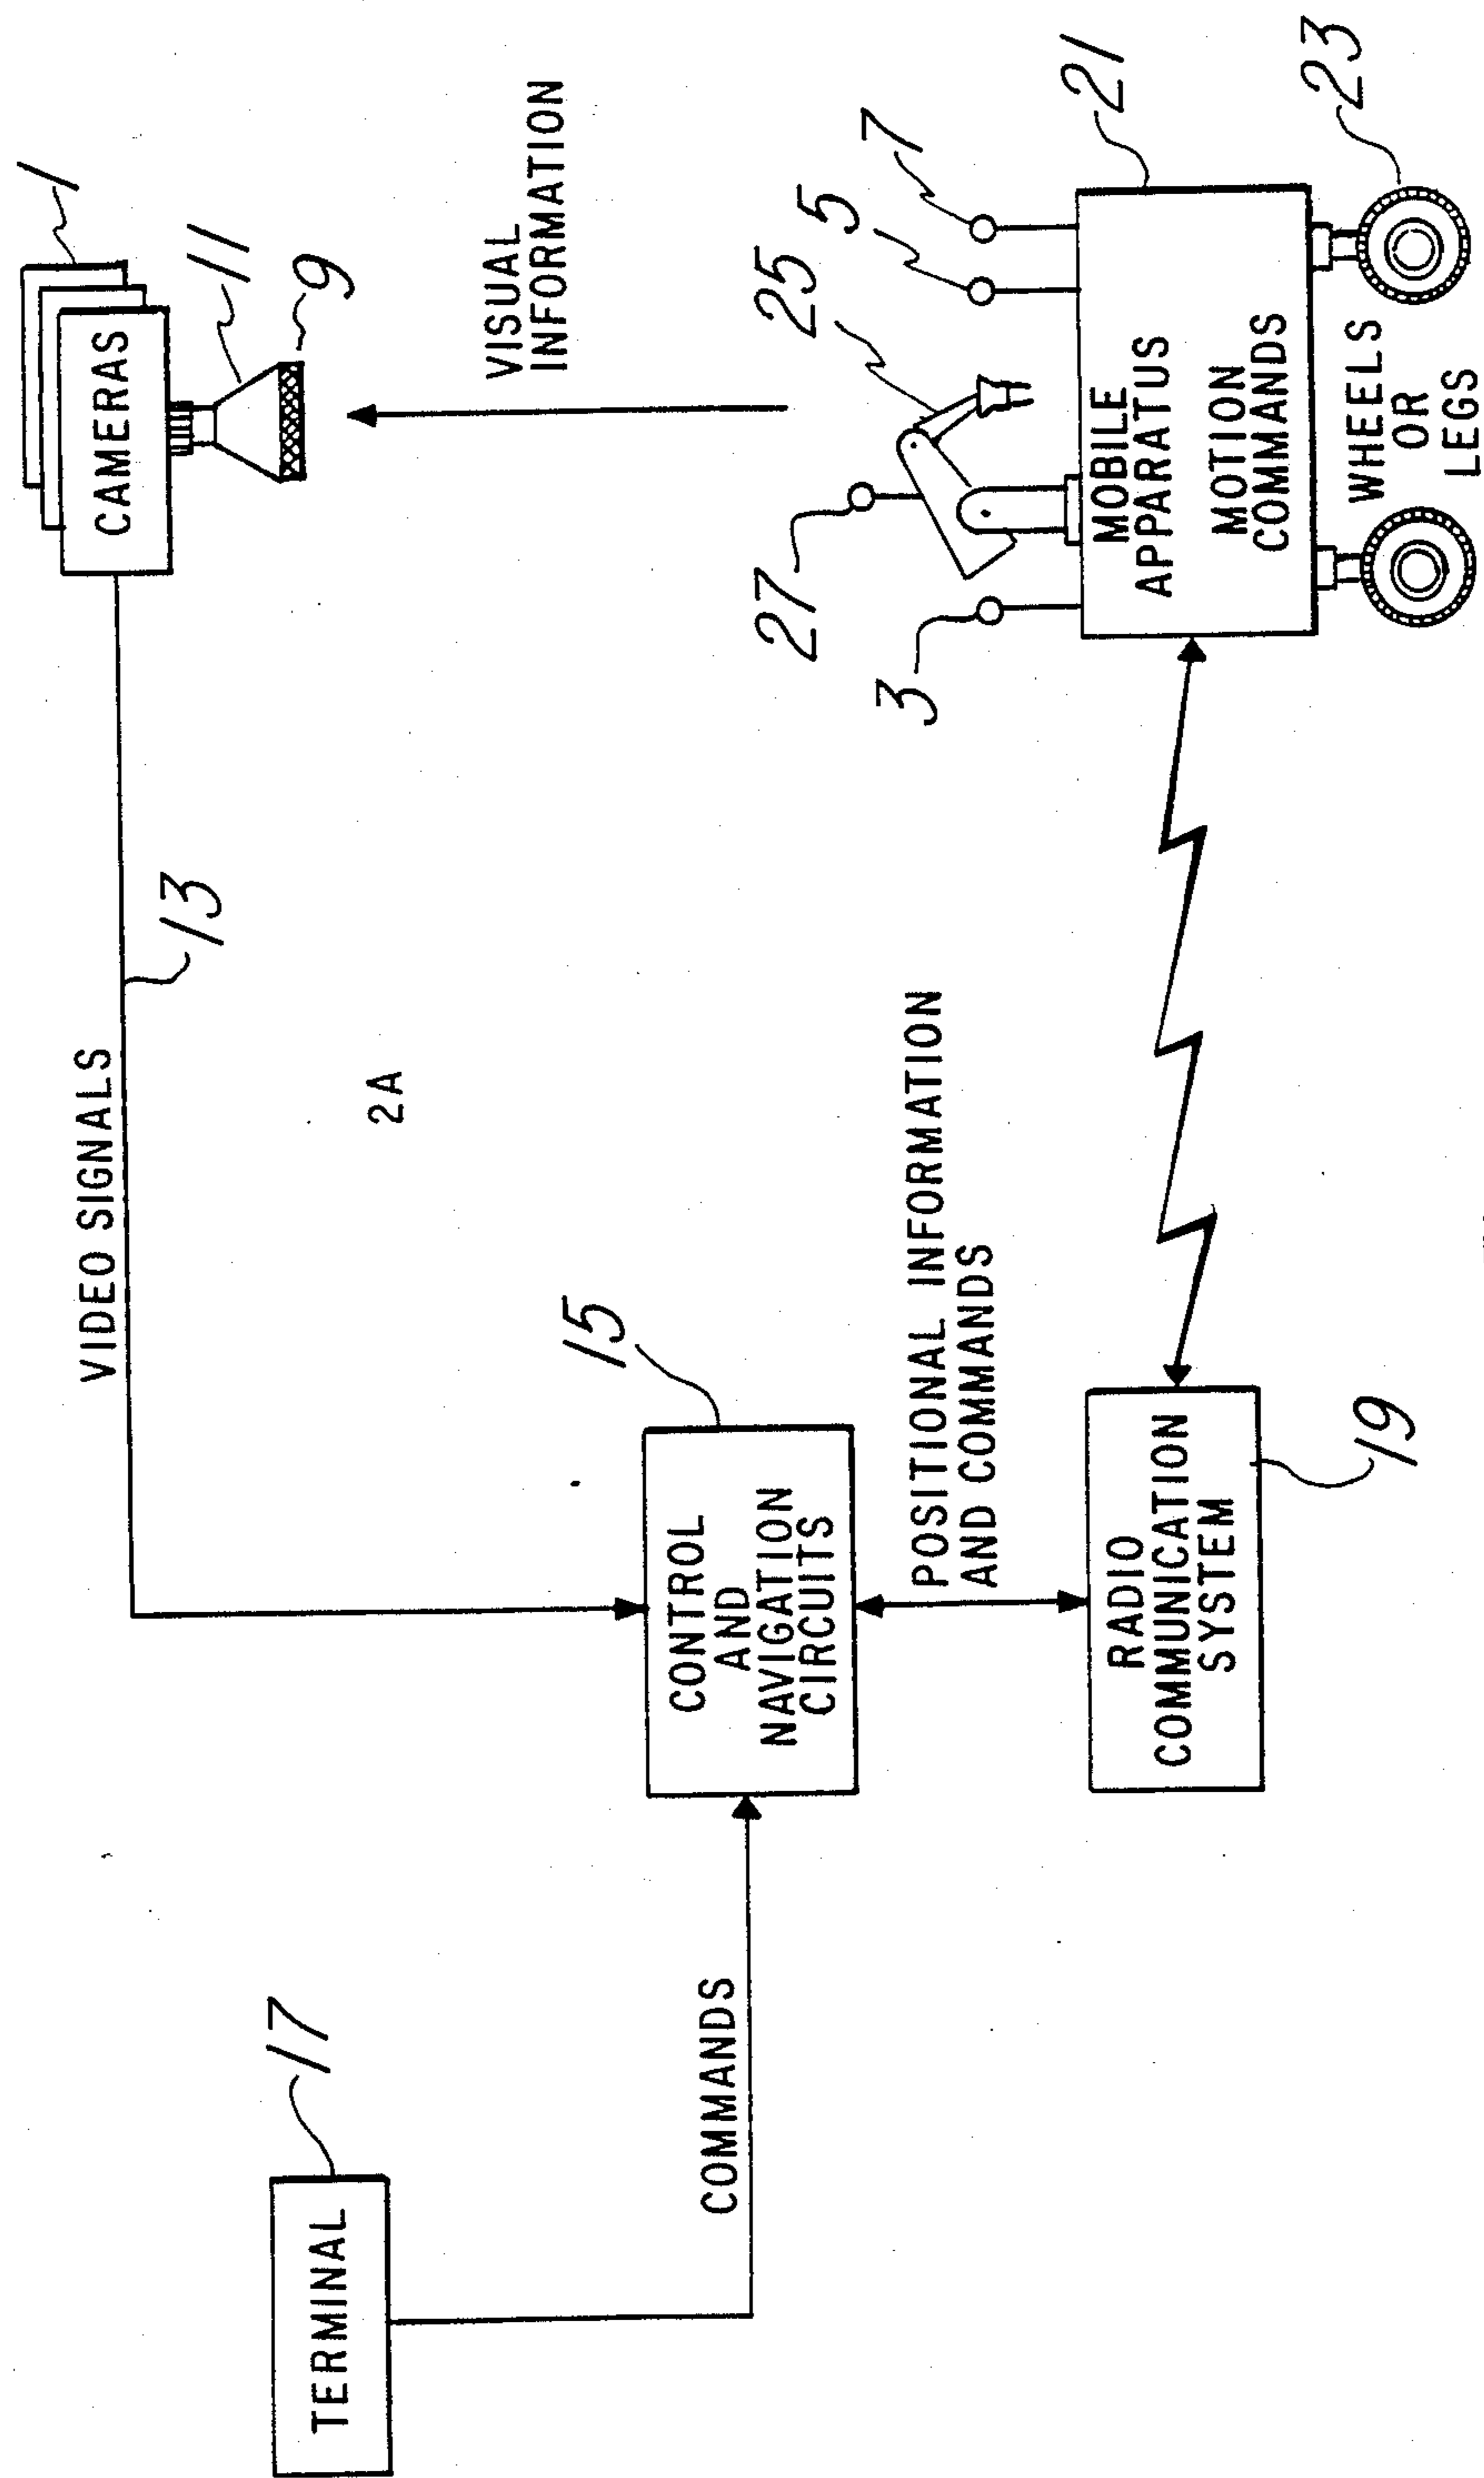 1
CAMERAS
11
9
VISUAL
INFORMATION
VIDEO SIGNALS
13
2A
17
TERMINAL
COMMANDS
15
CONTROL
AND
NAVIGATION
CIRCUITS
POSITIONAL INFORMATION
AND COMMANDS
RADIO
COMMUNICATION
SYSTEM
19
3
27
25
5
7
21
MOBILE
APPARATUS
MOTION
COMMANDS
23
WHEELS
OR
LEGS